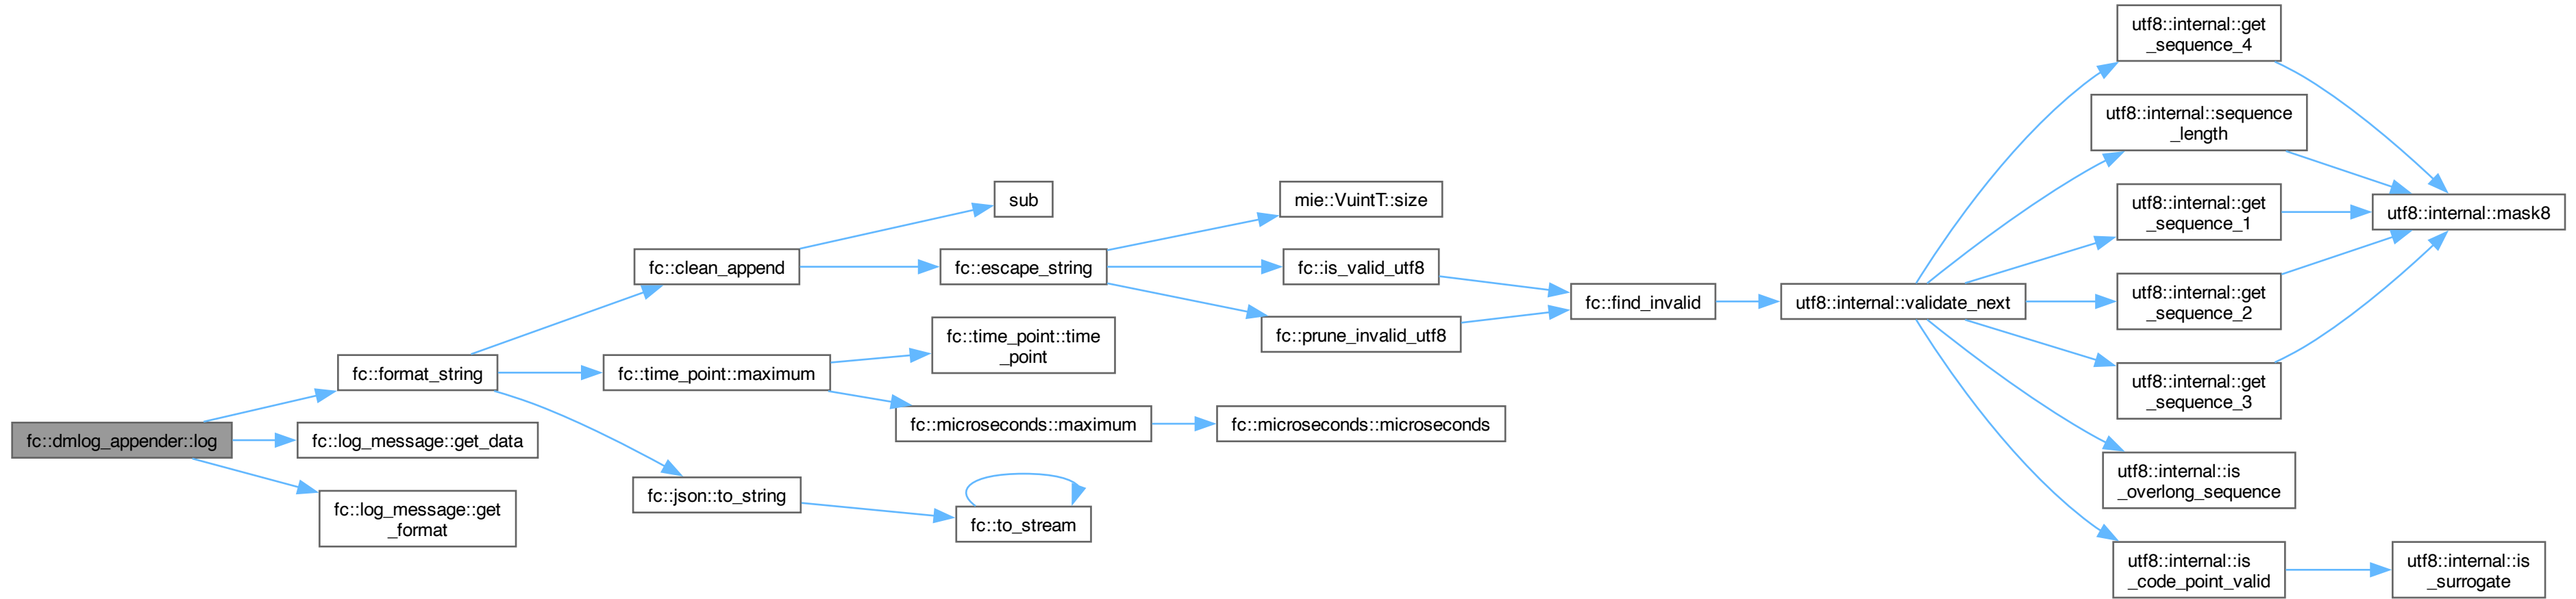 fc::dmlog_appender::log
fc::format_string
fc::clean_append
sub
fc::escape_string
mie::VuintT::size
fc::is_valid_utf8
fc::find_invalid
utf8::internal::validate_next
utf8::internal::get
_sequence_4
utf8::internal::mask8
utf8::internal::sequence
_length
utf8::internal::get
_sequence_1
utf8::internal::get
_sequence_2
utf8::internal::get
_sequence_3
utf8::internal::is
_overlong_sequence
utf8::internal::is
_code_point_valid
utf8::internal::is
_surrogate
fc::prune_invalid_utf8
fc::time_point::maximum
fc::time_point::time
_point
fc::microseconds::maximum
fc::microseconds::microseconds
fc::json::to_string
fc::to_stream
fc::log_message::get_data
fc::log_message::get
_format